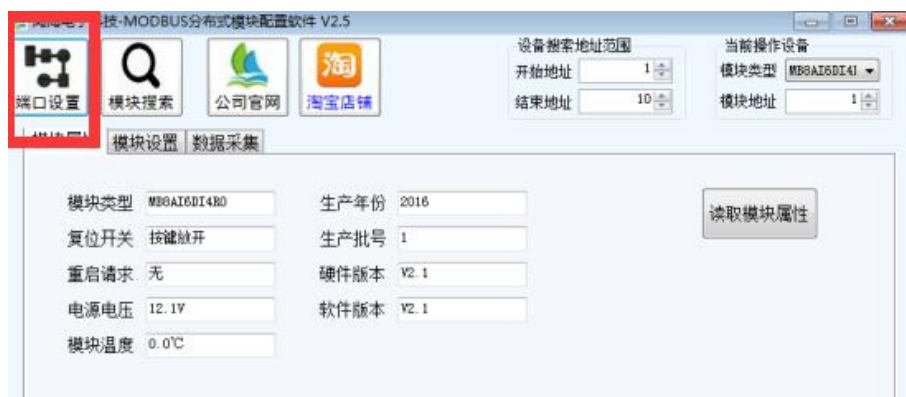 科技-MODBUS分布式模块配置软件 V2.5
端口设置
模块搜索
公司官网
淘
淘宝店铺
设备搜索地址范围
开始地址 1
结束地址 10
当前操作设备
模块类型 MB8AI6DI4I
模块地址 1
模块设置
数据采集
模块类型 MB8AI6DI4RO
复位开关 按键放开
重启请求 无
电源电压 12.1V
模块温度 0.0℃
生产年份 2016
生产批号 1
硬件版本 V2.1
软件版本 V2.1
读取模块属性